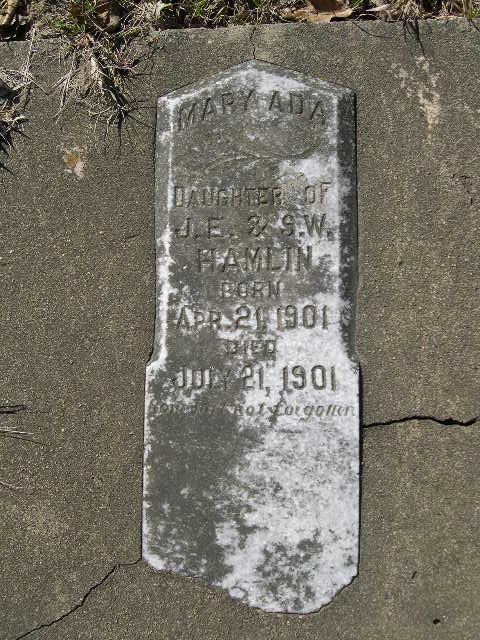 MARY ADA
DAUGHTER OF
J.E. & S.W.
HAMLIN
BORN
APR. 21, 1901
DIED
JULY 21, 1901
Gone but not forgotten